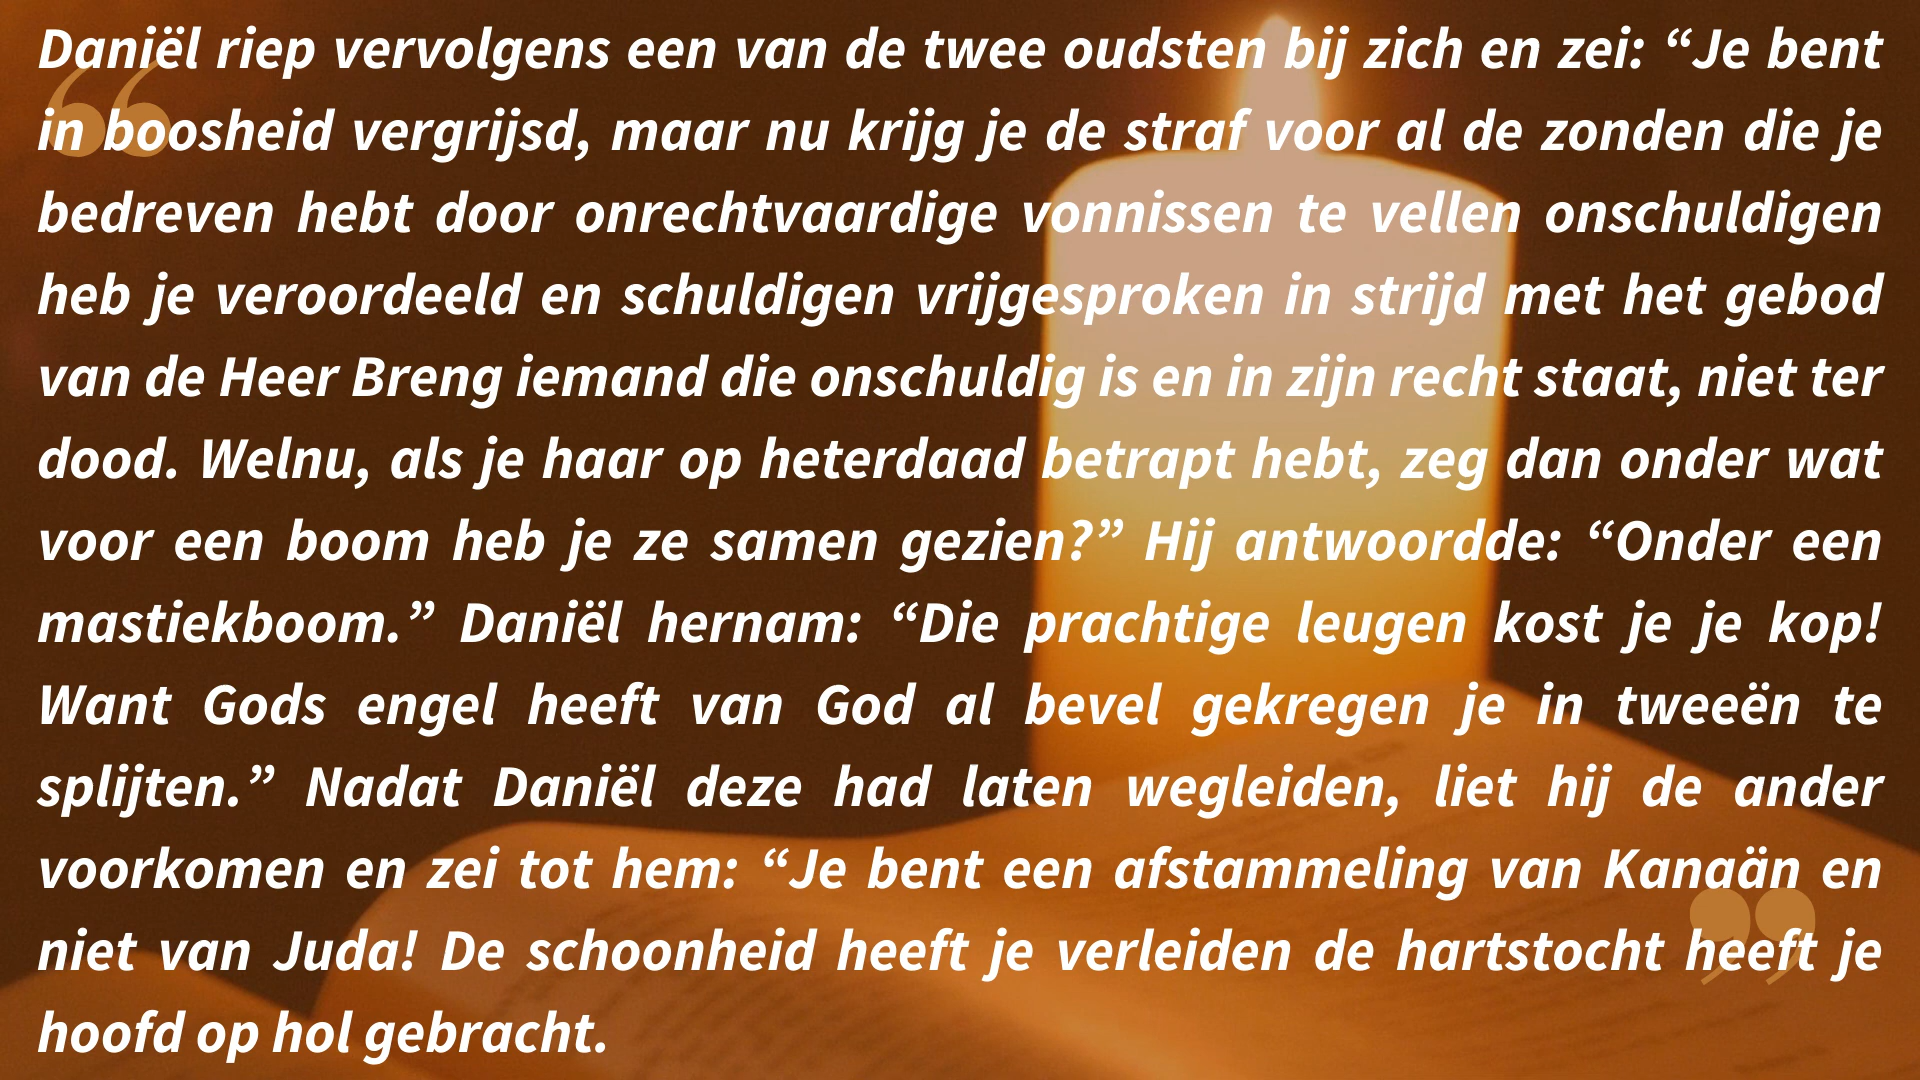 Daniël riep vervolgens een van de twee oudsten bij zich en zei: “Je bent
in boosheid vergrijsd, maar nu krijg je de straf voor al de zonden die je
bedreven hebt door onrechtvaardige vonnissen te vellen onschuldigen
heb je veroordeeld en schuldigen vrijgesproken in strijd met het gebod
van de Heer Breng iemand die onschuldig is en in zijn recht staat, niet ter
dood. Welnu, als je haar op heterdaad betrapt hebt, zeg dan onder wat
voor een boom heb je ze samen gezien?” Hij antwoordde: “Onder een
mastiekboom.” Daniël hernam: “Die prachtige leugen kost je je kop!
Want Gods engel heeft van God al bevel gekregen je in tweeën te
splijten.” Nadat Daniël deze had laten wegleiden, liet hij de ander
voorkomen en zei tot hem: “Je bent een afstammeling van Kanaän en
niet van Juda! De schoonheid heeft je verleiden de hartstocht heeft je
hoofd op hol gebracht.